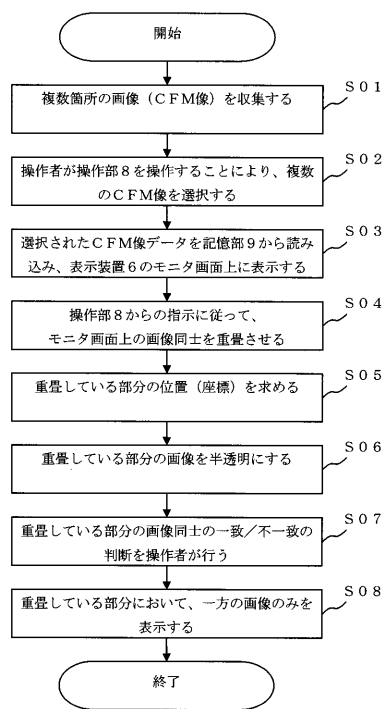 開始
S01
複数箇所の画像（CFM像）を収集する
S02
操作者が操作部8を操作することにより、複数
のCFM像を選択する
S03
選択されたCFM像データを記憶部9から読み
込み、表示装置6のモニタ画面上に表示する
S04
操作部8からの指示に従って、
モニタ画面上の画像同士を重畳させる
S05
重畳している部分の位置（座標）を求める
S06
重畳している部分の画像を半透明にする
S07
重畳している部分の画像同士の一致／不一致の
判断を操作者が行う
S08
重畳している部分において、一方の画像のみを
表示する
終了